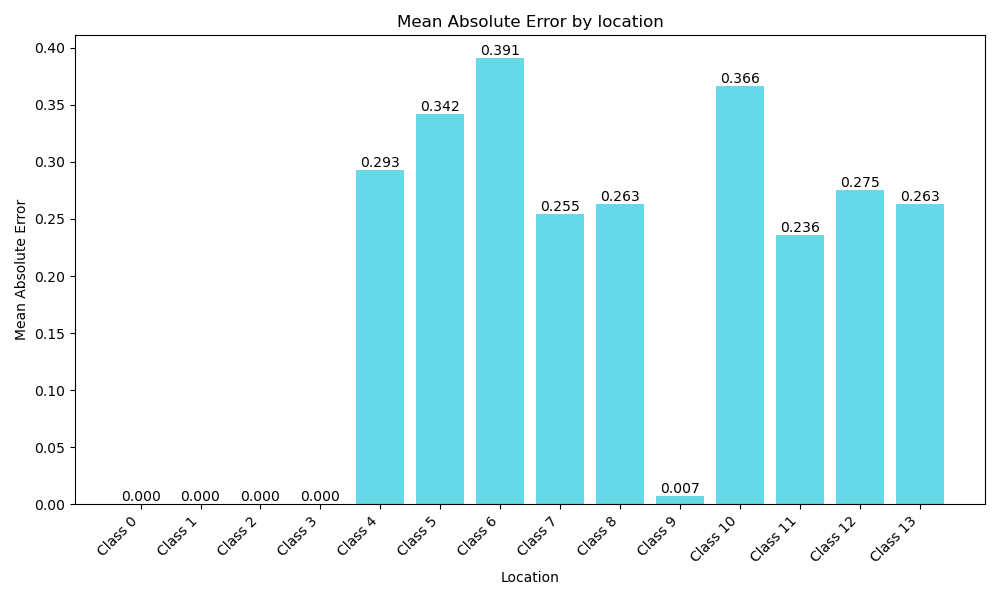 Mean Absolute Error by location
Mean Absolute Error
0.40
0.35
0.30
0.25
0.20
0.15
0.10
0.05
0.00
0.000
0.000
0.000
0.000
0.293
0.342
0.391
0.255
0.263
0.007
0.366
0.236
0.275
0.263
Class 0
Class 1
Class 2
Class 3
Class 4
Class 5
Class 6
Class 7
Class 8
Class 9
Class 10
Class 11
Class 12
Class 13
Location